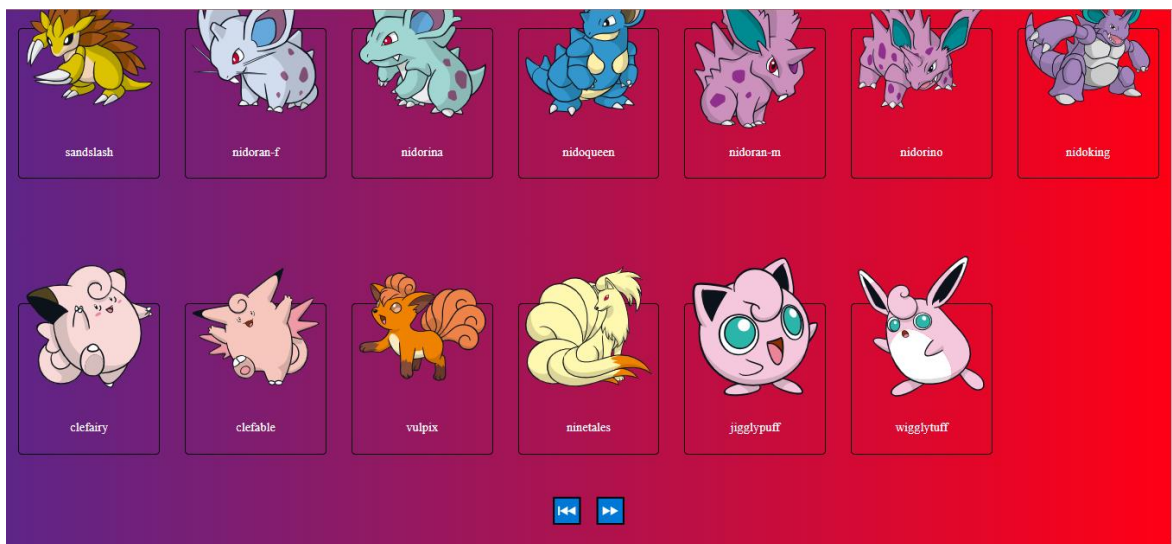 sandslash
nidoran-f
nidorina
nidoqueen
nidoran-m
nidorino
nidoking
clefairy
clefable
vulpix
ninetales
jigglypuff
wigglytuff